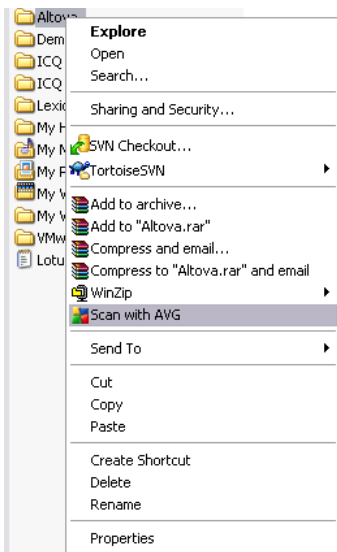 Altova
Explore
Dem
Open
ICQ
Search...
ICQ
Lexic
Sharing and Security...
My
SVN Checkout...
My
TortoiseSVN
My
My
Add to archive...
My
Add to "Altova.rar"
VMw
Compress and email...
Lotu
Compress to "Altova.rar" and email
WinZip
Scan with AVG
Send To
Cut
Copy
Paste
Create Shortcut
Delete
Rename
Properties